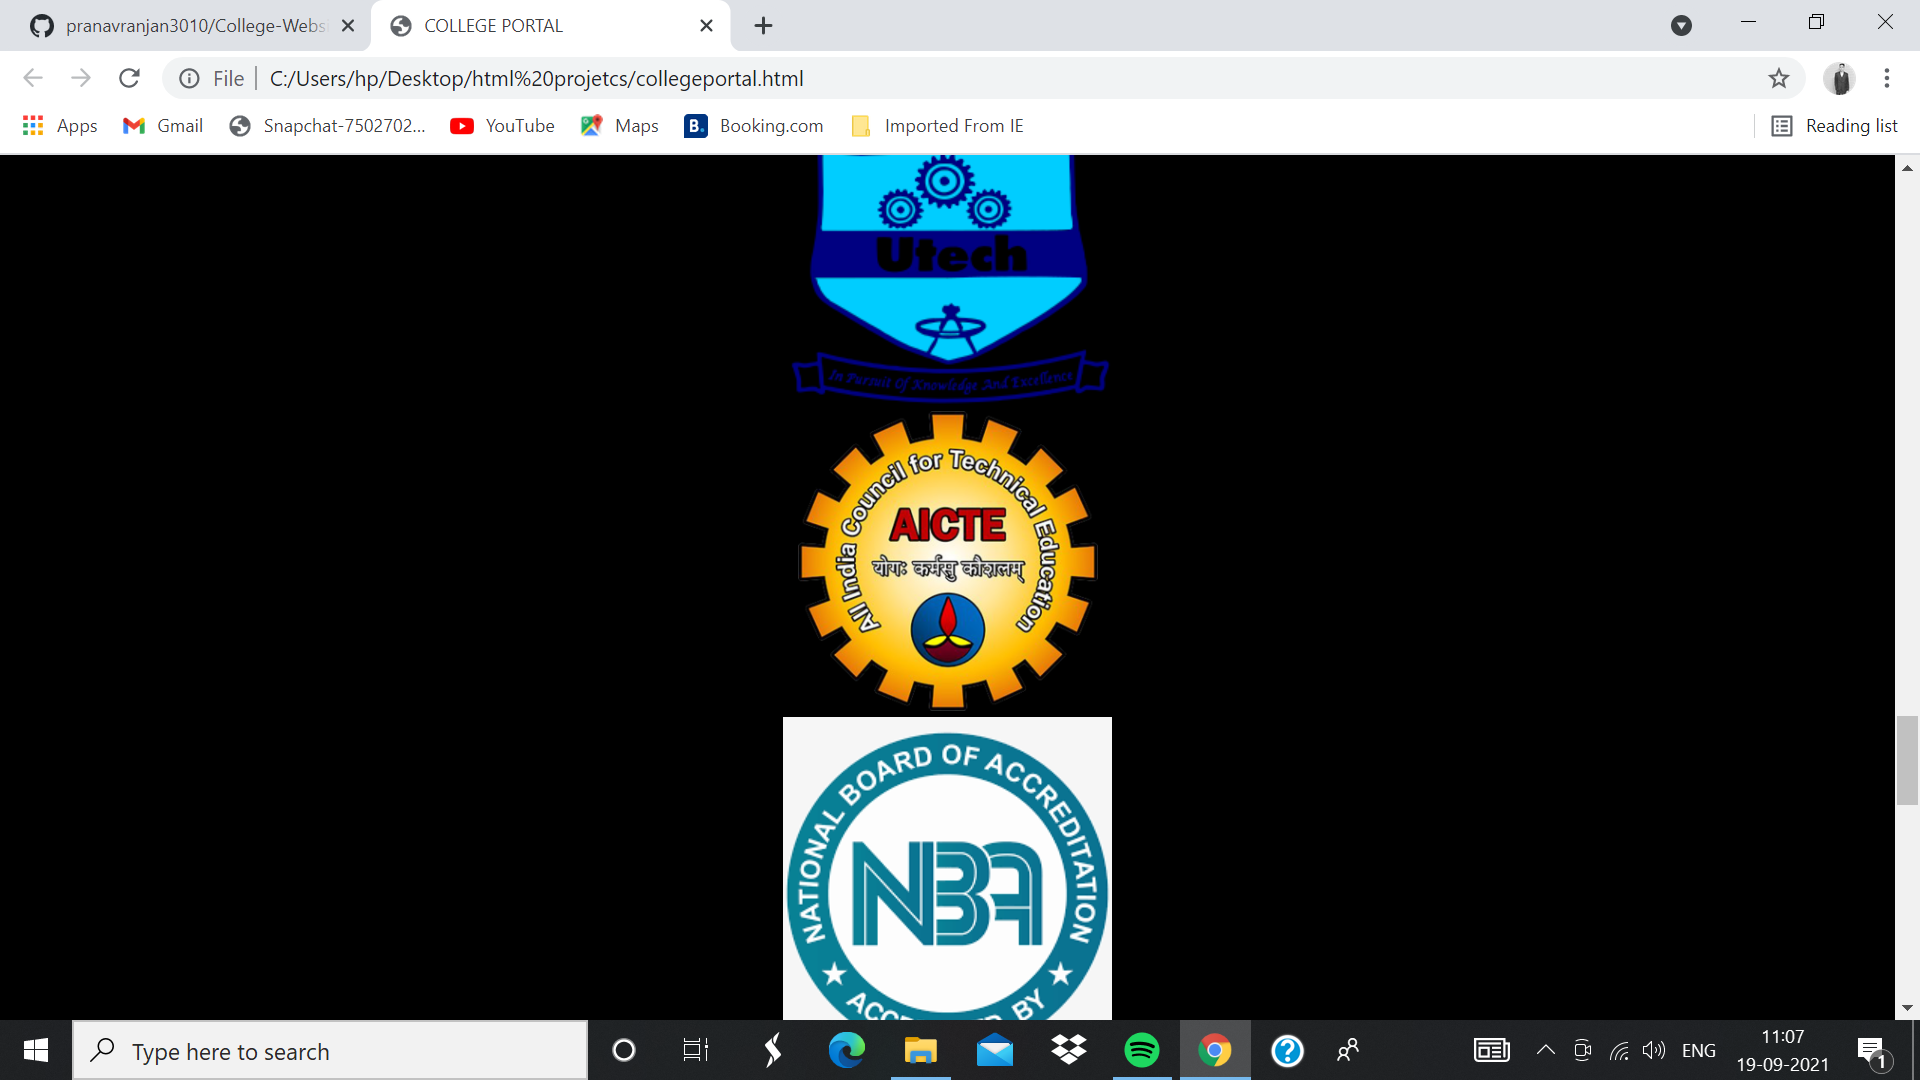 pranavranjan3010/College-Webs
COLLEGE PORTAL
File
C:/Users/hp/Desktop/html%20projetcs/collegeportal.html
Apps
Gmail
Snapchat-7502702...
YouTube
Maps
B.
Booking.com
Imported From IE
Reading list
Utech
In Pursuit Of Knowledge And Excellence
All India Council for Technical Education
AICTE
योगः कर्मसु कौशलम्
NATIONAL BOARD OF ACCREDITATION
NBA
BY
Type here to search
ENG
11:07
19-09-2021
1